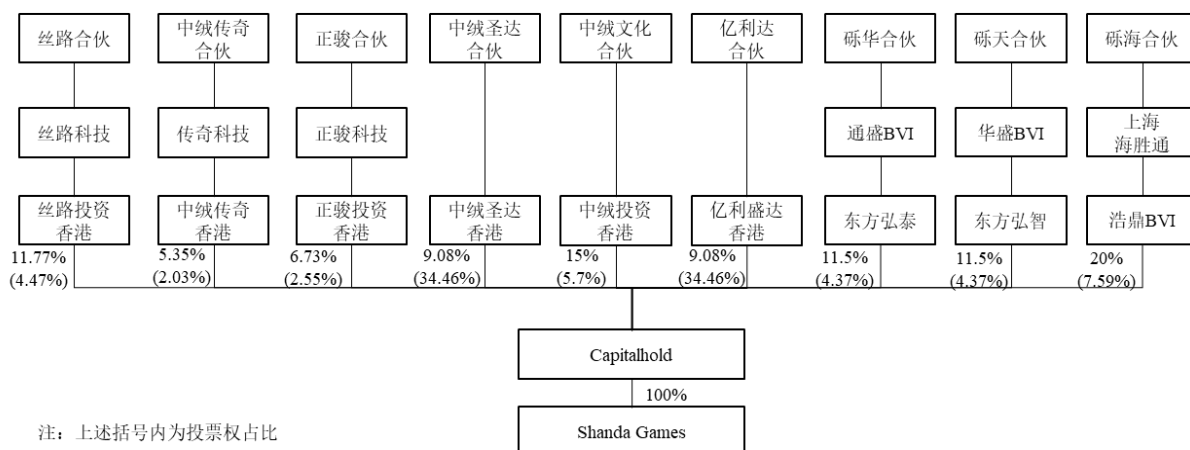 丝路合伙
中绒传奇
合伙
正骏合伙
中绒圣达
合伙
中绒文化
合伙
亿利达
合伙
砾华合伙
砾天合伙
砾海合伙
丝路科技
传奇科技
正骏科技
通盛BVI
华盛BVI
上海
海胜通
丝路投资
香港
中绒传奇
香港
正骏投资
香港
中绒圣达
香港
中绒投资
香港
亿利盛达
香港
东方弘泰
东方弘智
浩鼎BVI
11.77%
(4.47%)
5.35%
(2.03%)
6.73%
(2.55%)
9.08%
(34.46%)
15%
(5.7%)
9.08%
(34.46%)
11.5%
(4.37%)
11.5%
(4.37%)
20%
(7.59%)
Capitalhold
100%
Shanda Games
注：上述括号内为投票权占比